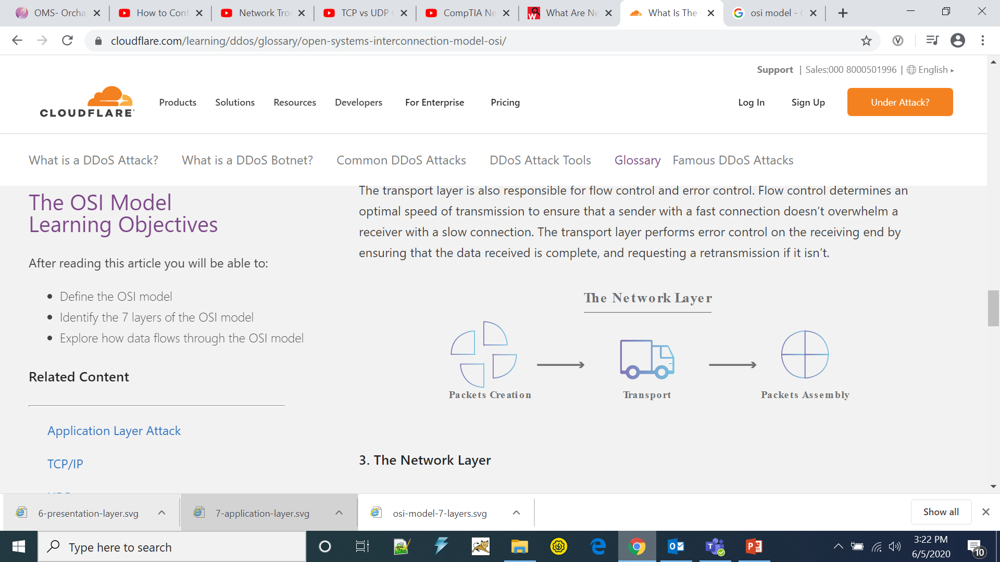 OMS- Orcha
How to Conf
Network Tro
TCP vs UDP
CompTIA Ne
What Are Ne
What Is The
osi model -
cloudflare.com/learning/ddos/glossary/open-systems-interconnection-model-osi/
Support | Sales:000 8000501996 | English ▸
CLOUDFLARE
Products Solutions Resources Developers For Enterprise Pricing
Log In Sign Up Under Attack?
What is a DDoS Attack? What is a DDoS Botnet? Common DDoS Attacks DDoS Attack Tools Glossary Famous DDoS Attacks
The OSI Model
Learning Objectives
After reading this article you will be able to:
Define the OSI model
Identify the 7 layers of the OSI model
Explore how data flows through the OSI model
Related Content
Application Layer Attack
TCP/IP
The transport layer is also responsible for flow control and error control. Flow control determines an
optimal speed of transmission to ensure that a sender with a fast connection doesn’t overwhelm a
receiver with a slow connection. The transport layer performs error control on the receiving end by
ensuring that the data received is complete, and requesting a retransmission if it isn’t.
The Network Layer
Packets Creation
Transport
Packets Assembly
3. The Network Layer
6-presentation-layer.svg
7-application-layer.svg
osi-model-7-layers.svg
Show all
Type here to search
3:22 PM
6/5/2020
10